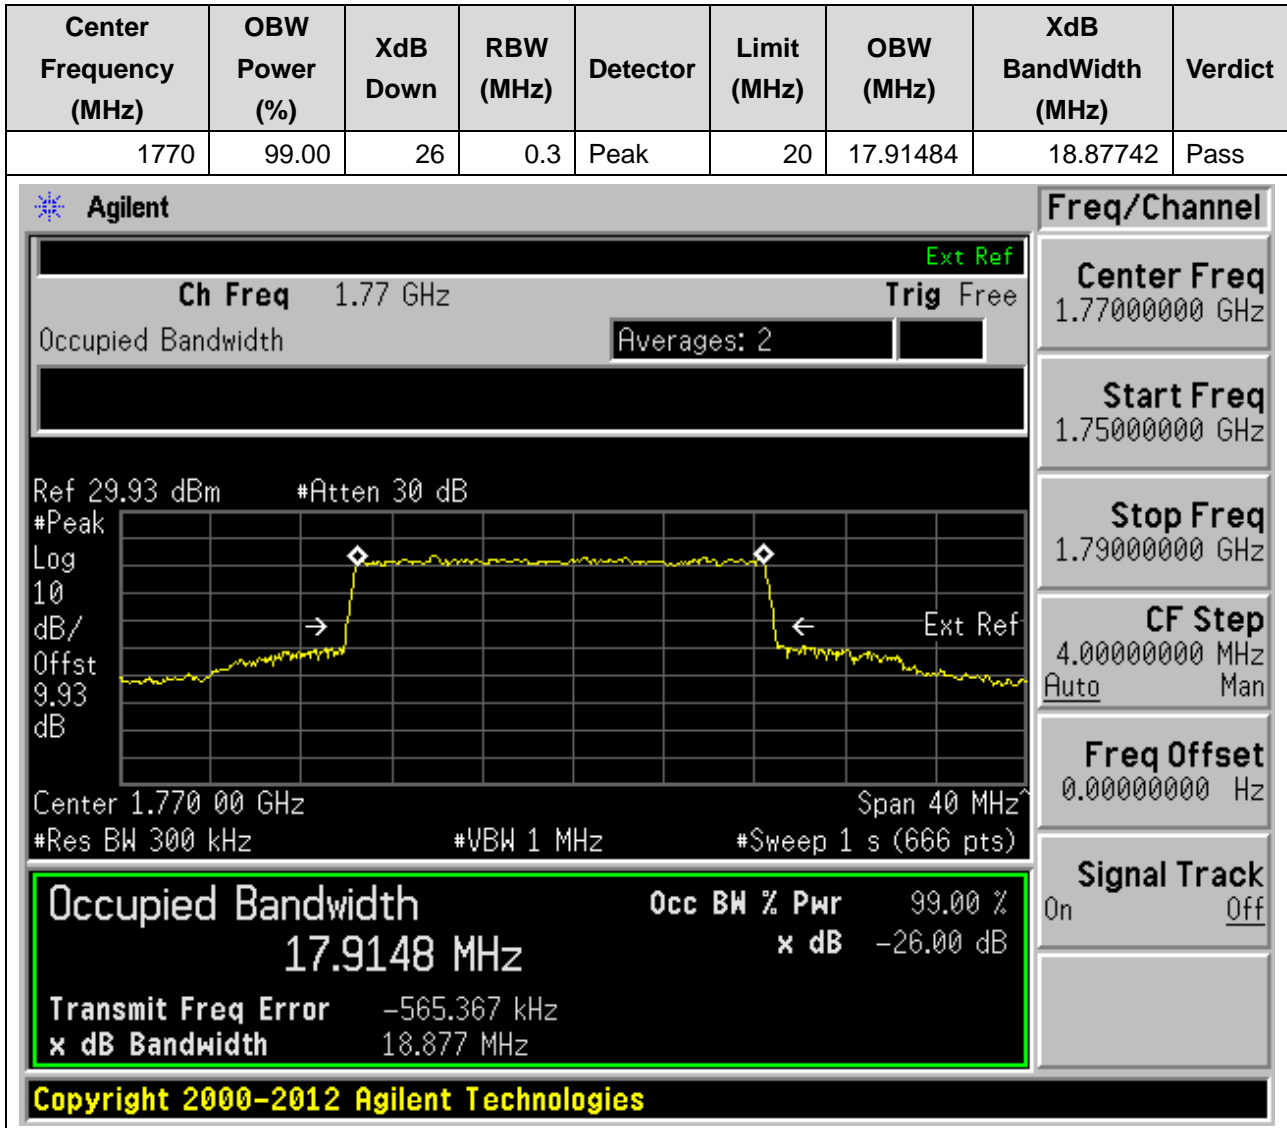 Center Frequency (MHz) OBW Power (%) XdB Down RBW (MHz) Detector Limit (MHz) OBW (MHz) XdB BandWidth (MHz) Verdict
1770 99.00 26 0.3 Peak 20 17.91484 18.87742 Pass
Agilent
Freq/Channel
Ext Ref
Ch Freq 1.77 GHz Trig Free
Occupied Bandwidth Averages: 2
Center Freq
1.77000000 GHz
Start Freq
1.75000000 GHz
Stop Freq
1.79000000 GHz
CF Step
4.00000000 MHz
Auto Man
Freq Offset
0.00000000 Hz
Signal Track
On Off
Ref 29.93 dBm #Atten 30 dB
#Peak
Log
10
dB/
Offst
9.93
dB
Ext Ref
Center 1.770 00 GHz Span 40 MHz^
#Res BW 300 kHz #VBW 1 MHz #Sweep 1 s (666 pts)
Occupied Bandwidth Occ BW % Pwr 99.00 %
17.9148 MHz x dB -26.00 dB
Transmit Freq Error -565.367 kHz
x dB Bandwidth 18.877 MHz
Copyright 2000-2012 Agilent Technologies